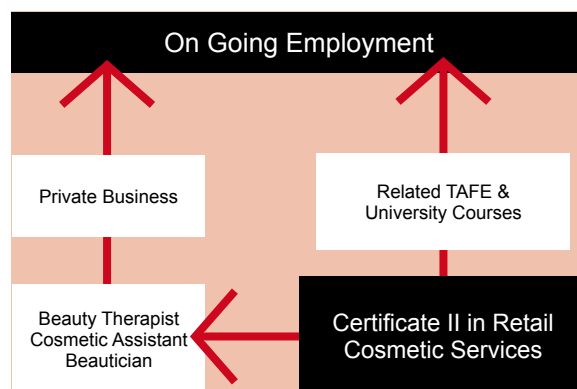 On Going Employment
Private Business
Related TAFE &
University Courses
Beauty Therapist
Cosmetic Assistant
Beautician
Certificate II in Retail
Cosmetic Services